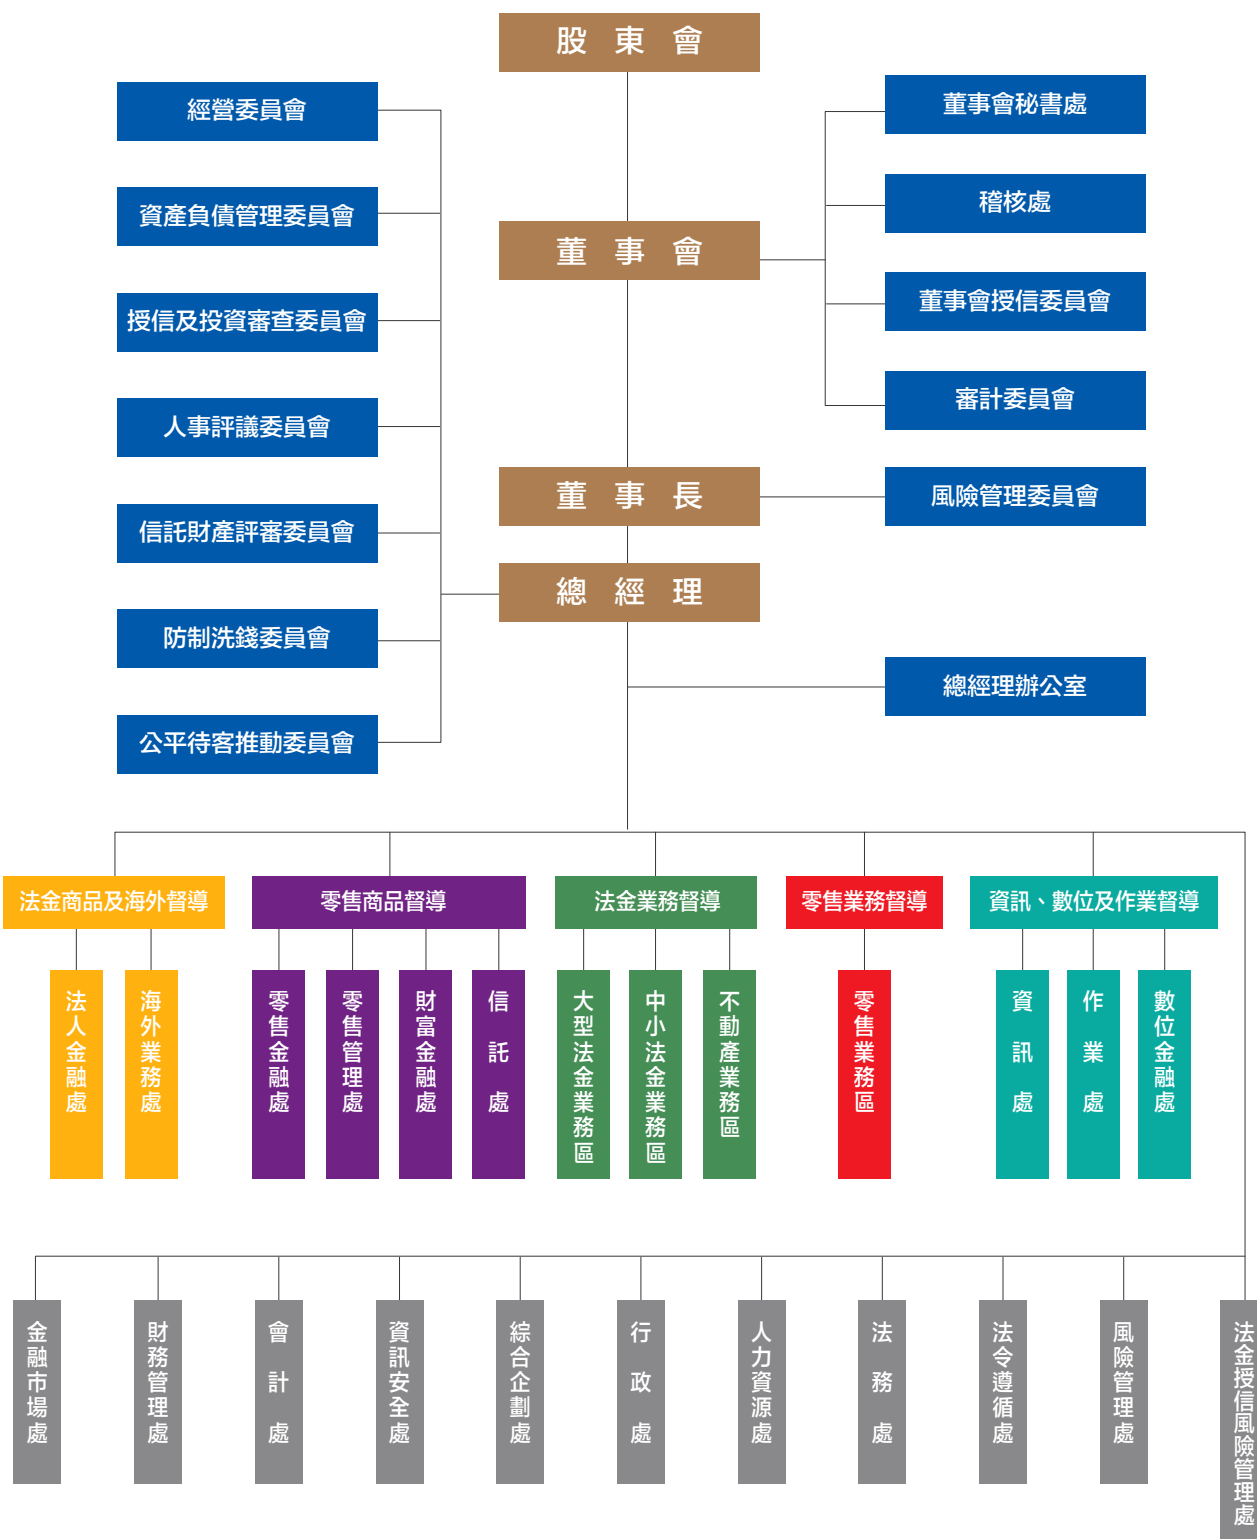 股東會
經營委員會
資產負債管理委員會
授信及投資審查委員會
人事評議委員會
信託財產評審委員會
防制洗錢委員會
公平待客推動委員會
董事會
董事長
總經理
董事會秘書處
稽核處
董事會授信委員會
審計委員會
風險管理委員會
總經理辦公室
法金商品及海外督導
零售商品督導
法金業務督導
零售業務督導
資訊、數位及作業督導
法人金融處
海外業務處
零售金融處
零售管理處
財富金融處
信託處
大型法金業務區
中小法金業務區
不動產業務區
零售業務區
資訊處
作業處
數位金融處
金融市場處
財務管理處
會計處
資訊安全處
綜合企劃處
行政處
人力資源處
法務處
法令遵循處
風險管理處
法金授信風險管理處